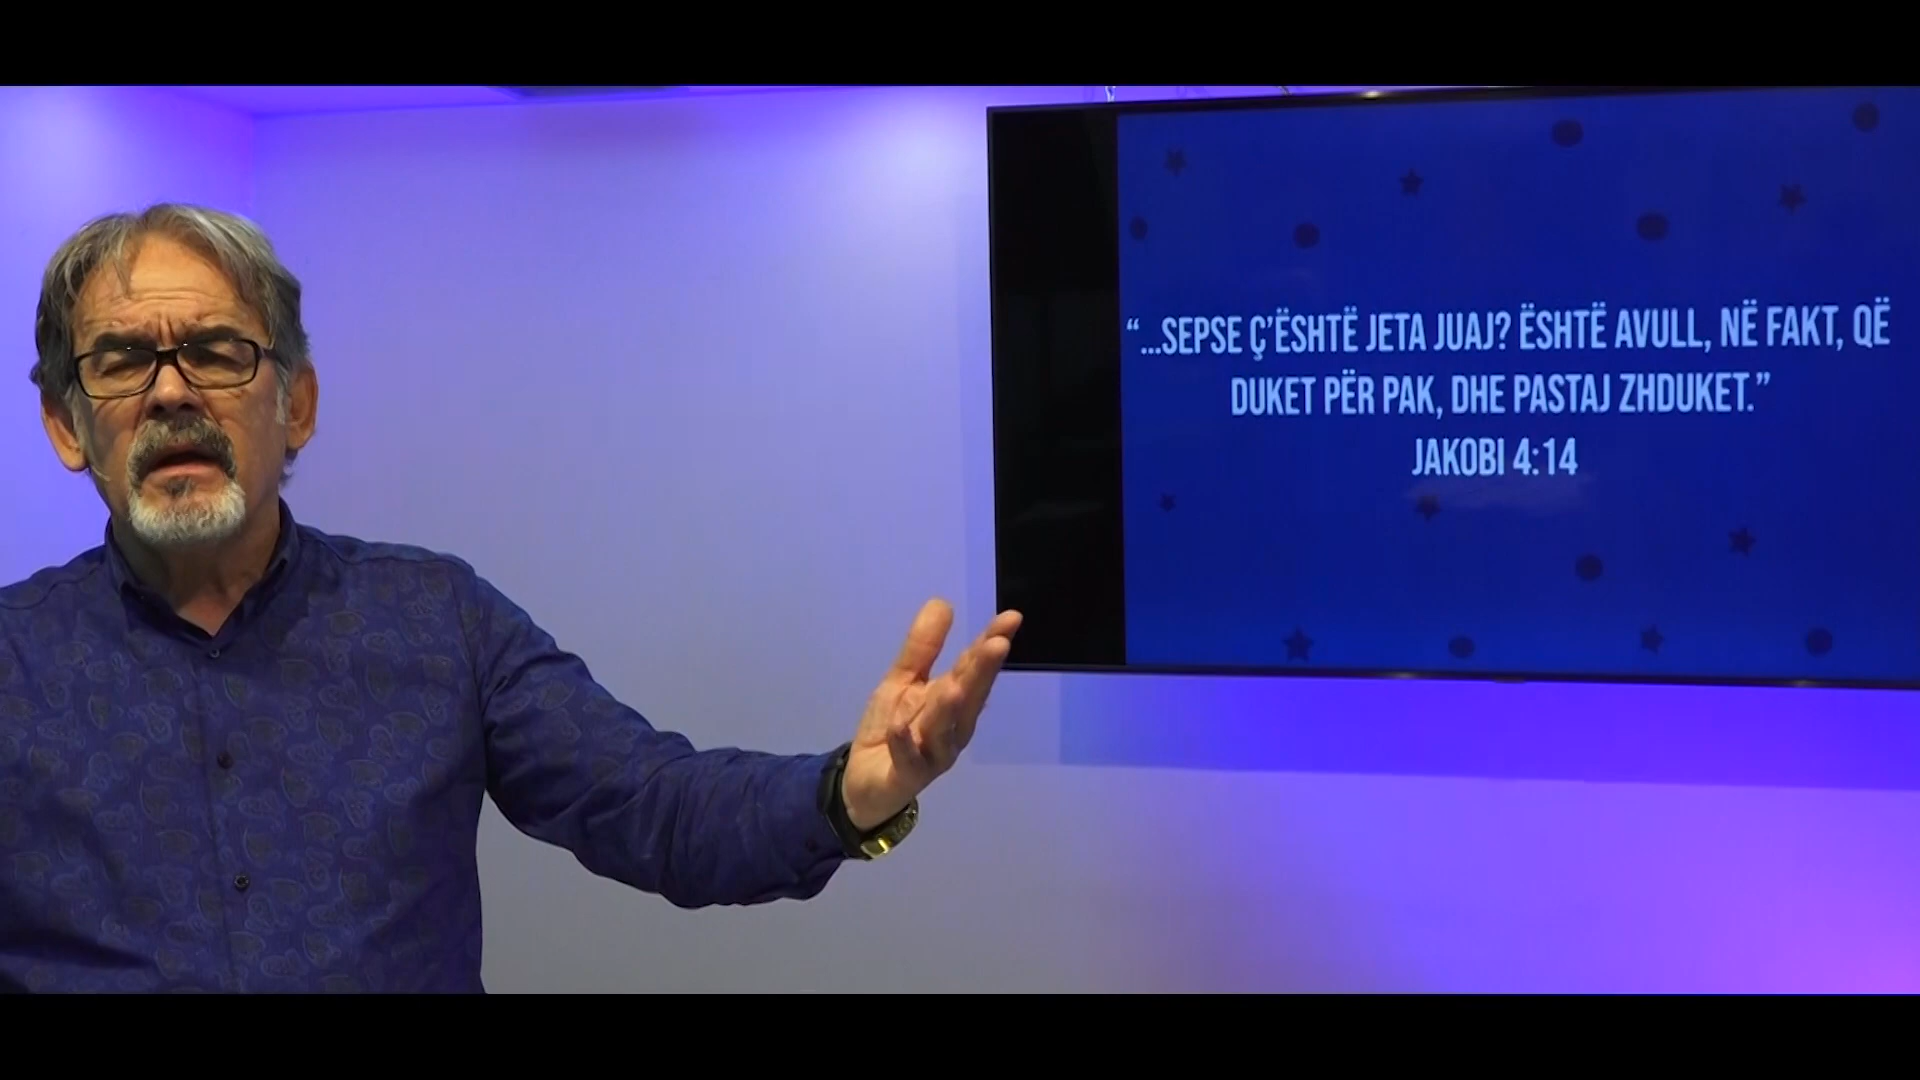 “...SEPSE Ç’ËSHTË JETA JUAJ? ËSHTË AVULL, NË FAKT, QË
DUKET PËR PAK, DHE PASTAJ ZHDUKET.”
JAKOBI 4:14